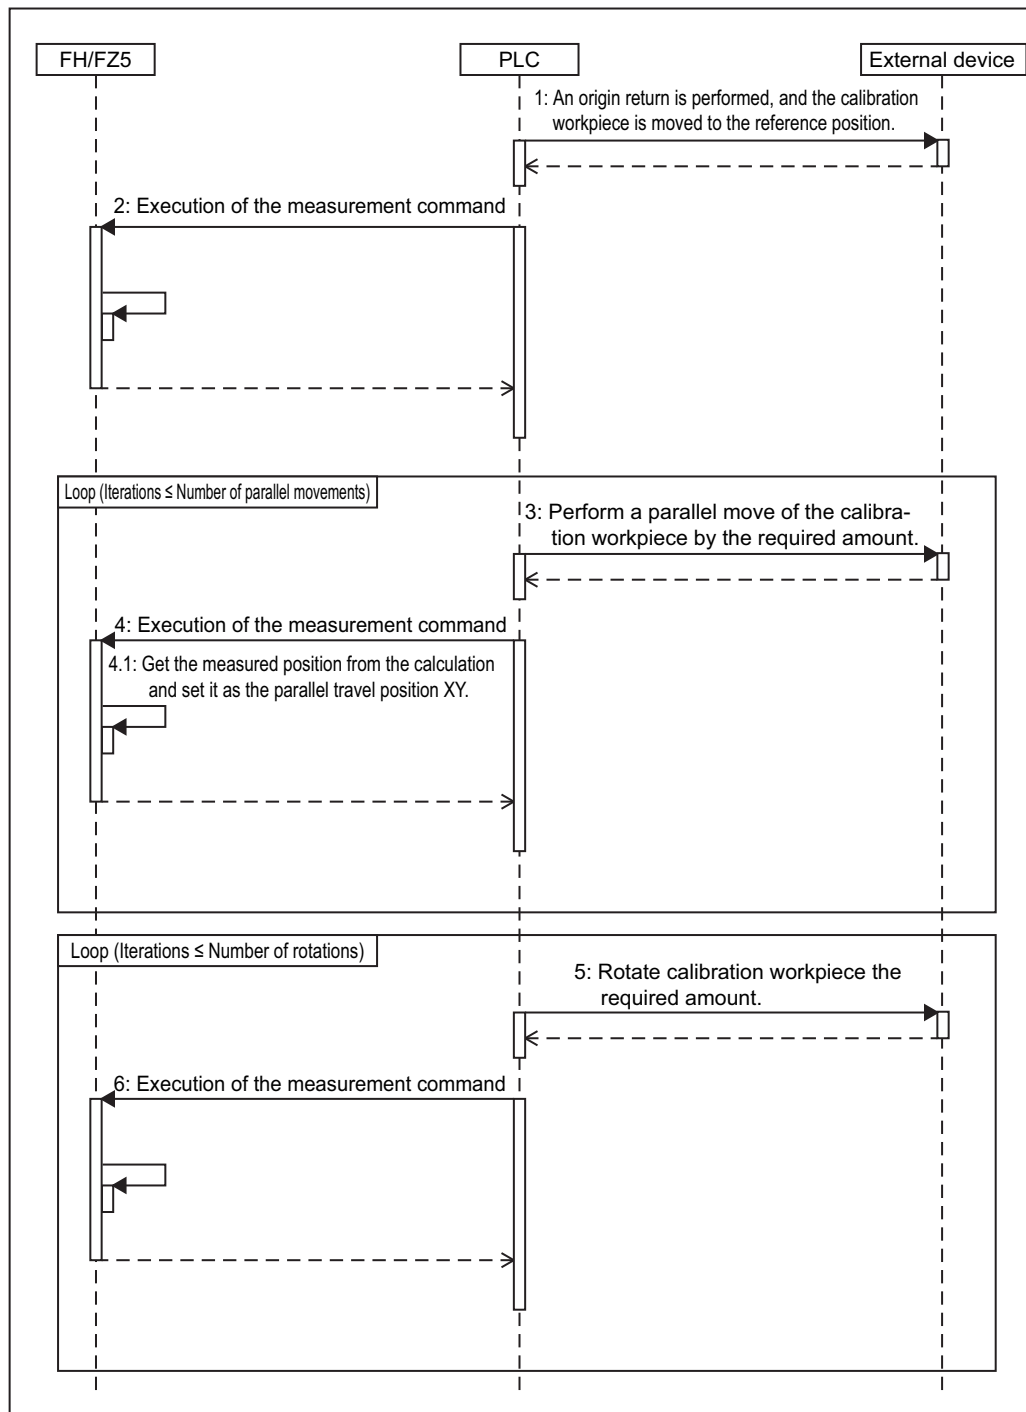 FH/FZ5
PLC
External device
1: An origin return is performed, and the calibration
workpiece is moved to the reference position.
2: Execution of the measurement command
Loop (Iterations ≤ Number of parallel movements)
3: Perform a parallel move of the calibra-
tion workpiece by the required amount.
4: Execution of the measurement command
4.1: Get the measured position from the calculation
and set it as the parallel travel position XY.
Loop (Iterations ≤ Number of rotations)
5: Rotate calibration workpiece the
required amount.
6: Execution of the measurement command